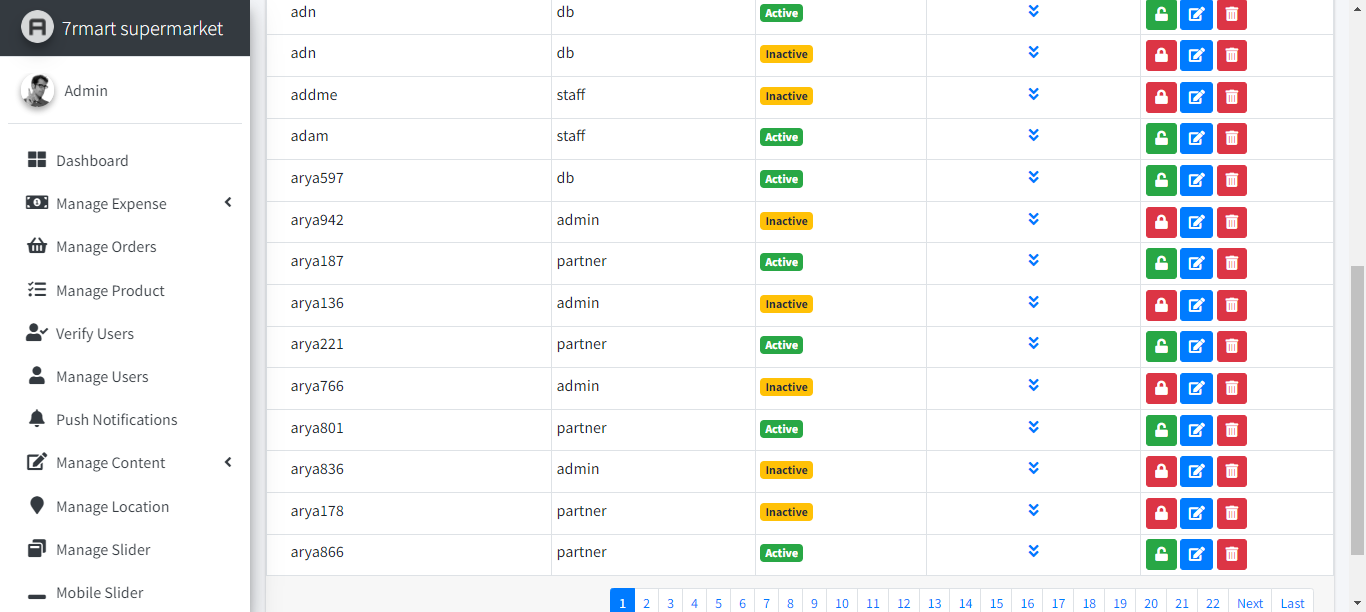 7rmart supermarket
Admin
Dashboard
Manage Expense
Manage Orders
Manage Product
Verify Users
Manage Users
Push Notifications
Manage Content
Manage Location
Manage Slider
Mobile Slider
adn db Active
adn db Inactive
addme staff Inactive
adam staff Active
arya597 db Active
arya942 admin Inactive
arya187 partner Active
arya136 admin Inactive
arya221 partner Active
arya766 admin Inactive
arya801 partner Active
arya836 admin Inactive
arya178 partner Inactive
arya866 partner Active
1 2 3 4 5 6 7 8 9 10 11 12 13 14 15 16 17 18 19 20 21 22 Next Last